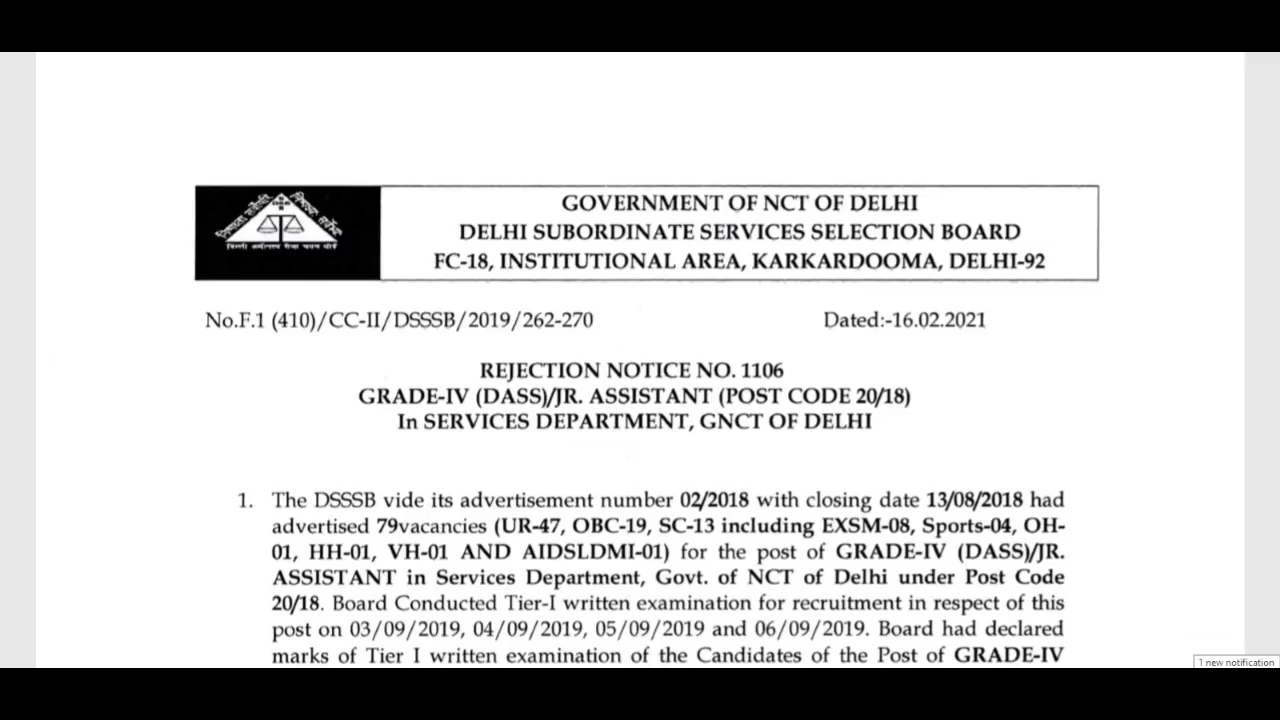 दिल्ली अधीनस्थ सेवा चयन बोर्ड
GOVERNMENT OF NCT OF DELHI
DELHI SUBORDINATE SERVICES SELECTION BOARD
FC-18, INSTITUTIONAL AREA, KARKARDOOMA, DELHI-92
No.F.1 (410)/CC-II/DSSSB/2019/262-270 Dated:-16.02.2021
REJECTION NOTICE NO. 1106
GRADE-IV (DASS)/JR. ASSISTANT (POST CODE 20/18)
In SERVICES DEPARTMENT, GNCT OF DELHI
1. The DSSSB vide its advertisement number 02/2018 with closing date 13/08/2018 had
advertised 79vacancies (UR-47, OBC-19, SC-13 including EXSM-08, Sports-04, OH-
01, HH-01, VH-01 AND AIDSLDMI-01) for the post of GRADE-IV (DASS)/JR.
ASSISTANT in Services Department, Govt. of NCT of Delhi under Post Code
20/18. Board Conducted Tier-I written examination for recruitment in respect of this
post on 03/09/2019, 04/09/2019, 05/09/2019 and 06/09/2019. Board had declared
marks of Tier I written examination of the Candidates of the Post of GRADE-IV
1 new notification